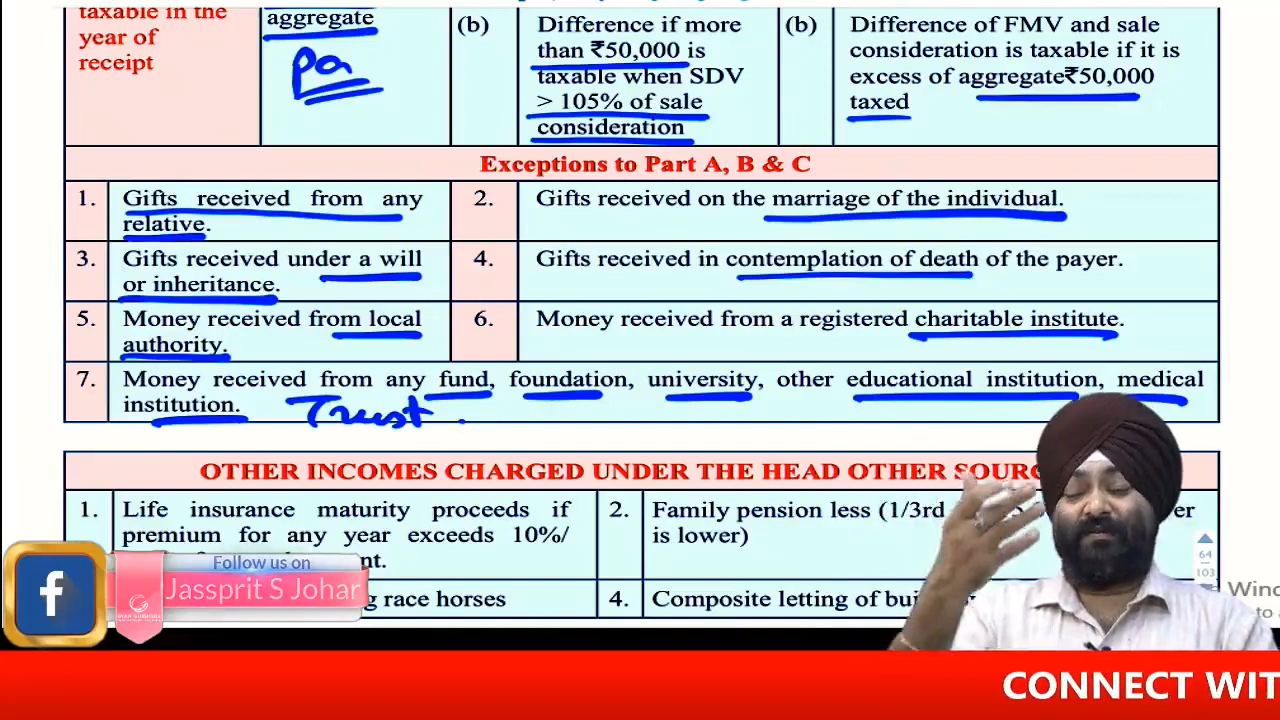 taxable in the
year of
receipt
aggregate
Pa
(b)
Difference if more
than ₹50,000 is
taxable when SDV
> 105% of sale
consideration
(b)
Difference of FMV and sale
consideration is taxable if it is
excess of aggregate₹50,000
taxed
Exceptions to Part A, B & C
1. Gifts received from any
relative.
2. Gifts received on the marriage of the individual.
3. Gifts received under a will
or inheritance.
4. Gifts received in contemplation of death of the payer.
5. Money received from local
authority.
6. Money received from a registered charitable institute.
7. Money received from any fund, foundation, university, other educational institution, medical
institution. Trust
OTHER INCOMES CHARGED UNDER THE HEAD OTHER
1. Life insurance maturity proceeds if
premium for any year exceeds 10%/
2. Family pension less (1/3rd
is lower)
race horses
4. Composite letting of
Follow us on
Jassprit S Johar
64
103
CONNECT WIT